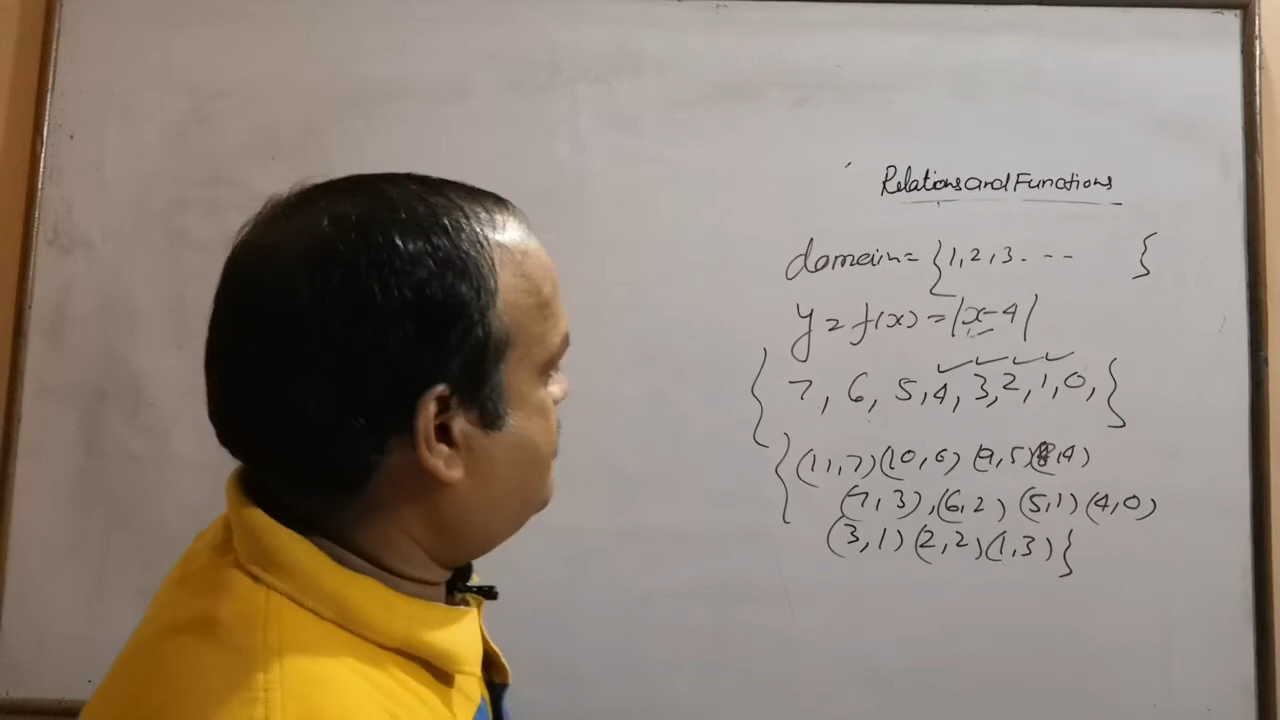 Relations and Functions
domain = {1, 2, 3. -- }
y = f(x) = |x-4|
{7, 6, 5, 4, 3, 2, 1, 0, }
{(11,7) (10,6) (9,5) (8,4)
(7,3), (6,2) (5,1) (4,0)
(3,1) (2,2) (1,3)}